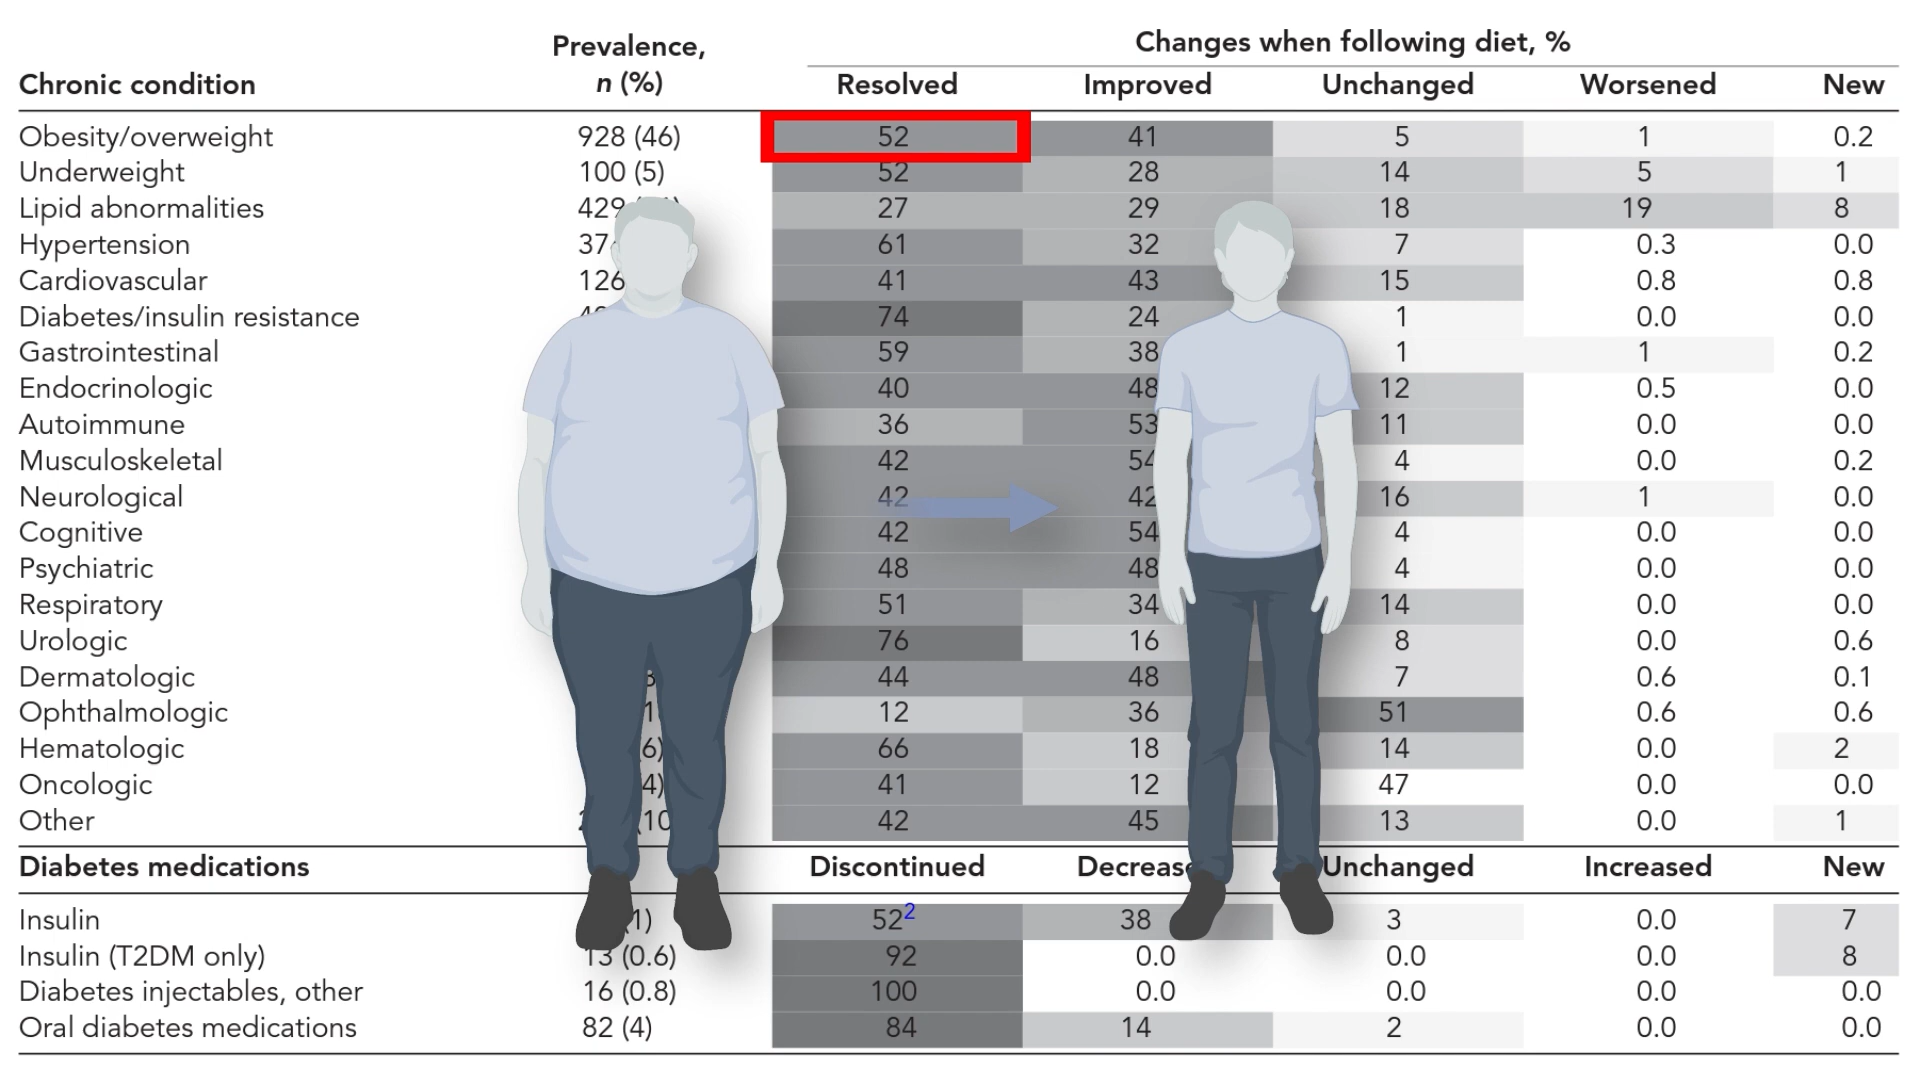 Prevalence, Changes when following diet, %
Chronic condition n (%) Resolved Improved Unchanged Worsened New
Obesity/overweight 928 (46) 52 41 5 1 0.2
Underweight 100 (5) 52 28 14 5 1
Lipid abnormalities 27 29 18 19 8
Hypertension 61 32 7 0.3 0.0
Cardiovascular 126 41 43 15 0.8 0.8
Diabetes/insulin resistance 74 24 1 0.0 0.0
Gastrointestinal 59 38 1 1 0.2
Endocrinologic 40 48 12 0.5 0.0
Autoimmune 36 53 11 0.0 0.0
Musculoskeletal 42 54 4 0.0 0.2
Neurological 42 42 16 1 0.0
Cognitive 42 54 4 0.0 0.0
Psychiatric 48 48 4 0.0 0.0
Respiratory 51 34 14 0.0 0.0
Urologic 76 16 8 0.0 0.6
Dermatologic 44 48 7 0.6 0.1
Ophthalmologic 12 36 51 0.6 0.6
Hematologic 66 18 14 0.0 2
Oncologic 41 12 47 0.0 0.0
Other 42 45 13 0.0 1
Diabetes medications Discontinued Unchanged Increased New
Insulin 52² 38 3 0.0 7
Insulin (T2DM only) 13 (0.6) 92 0.0 0.0 0.0 8
Diabetes injectables, other 16 (0.8) 100 0.0 0.0 0.0 0.0
Oral diabetes medications 82 (4) 84 14 2 0.0 0.0